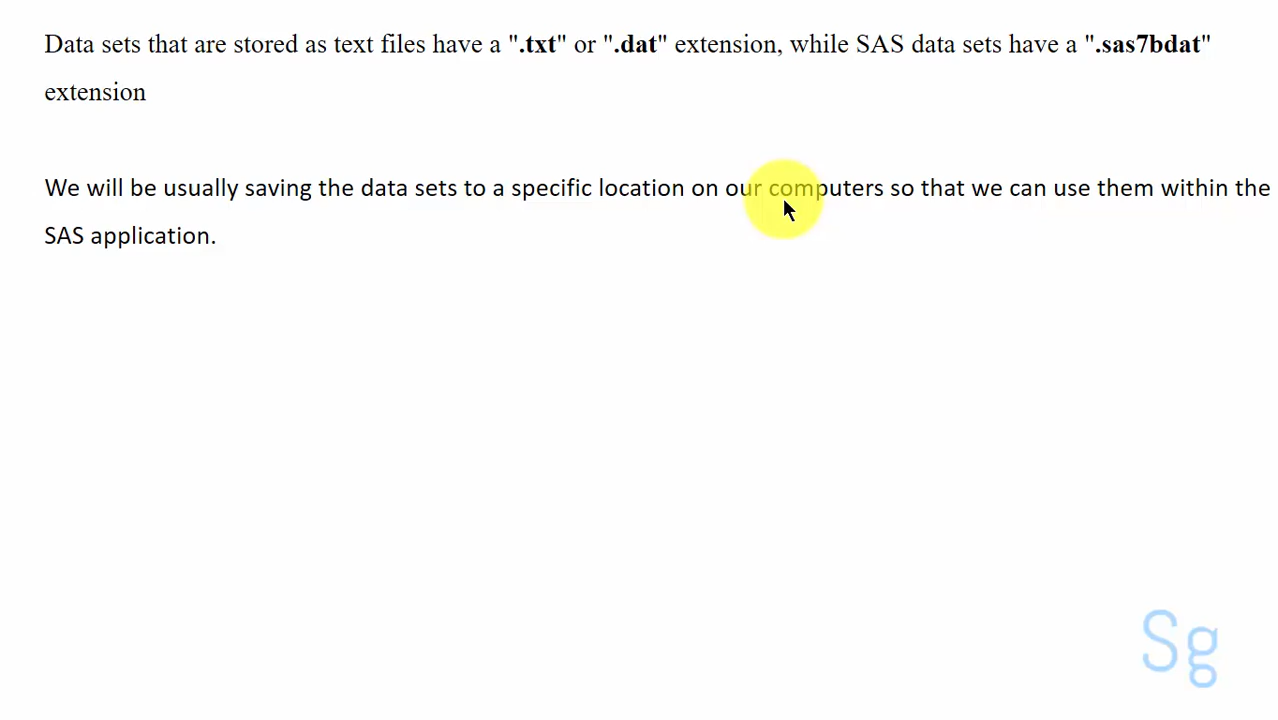 Data sets that are stored as text files have a ".txt" or ".dat" extension, while SAS data sets have a ".sas7bdat"
extension
We will be usually saving the data sets to a specific location on our computers so that we can use them within the
SAS application.
Sg